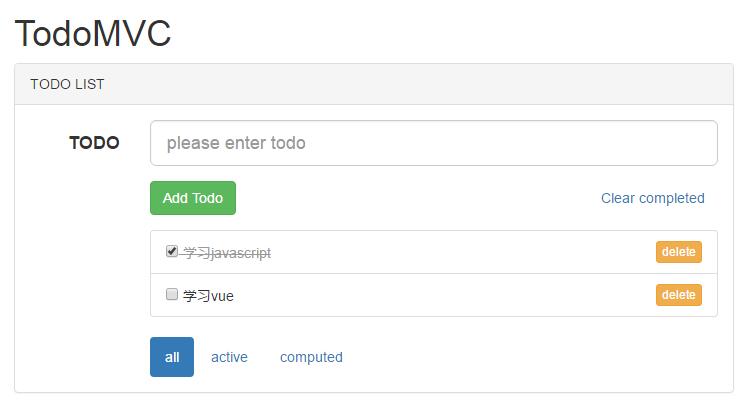 TodoMVC
TODO LIST
TODO please enter todo
Add Todo Clear completed
学习javascript delete
学习vue delete
all active computed